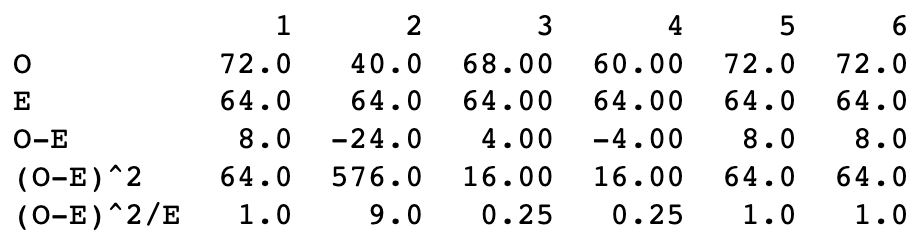 1 2 3 4 5 6
O 72.0 40.0 68.00 60.00 72.0 72.0
E 64.0 64.0 64.00 64.00 64.0 64.0
O-E 8.0 -24.0 4.00 -4.00 8.0 8.0
(O-E)^2 64.0 576.0 16.00 16.00 64.0 64.0
(O-E)^2/E 1.0 9.0 0.25 0.25 1.0 1.0